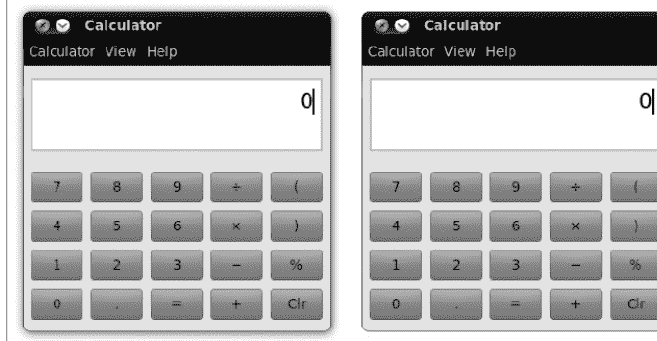 Calculator
Calculator View Help
0
7 8 9 ÷ (
4 5 6 × )
1 2 3 − %
0 . = + Clr
Calculator
Calculator View Help
0
7 8 9 ÷ (
4 5 6 × )
1 2 3 − %
0 . = + Clr